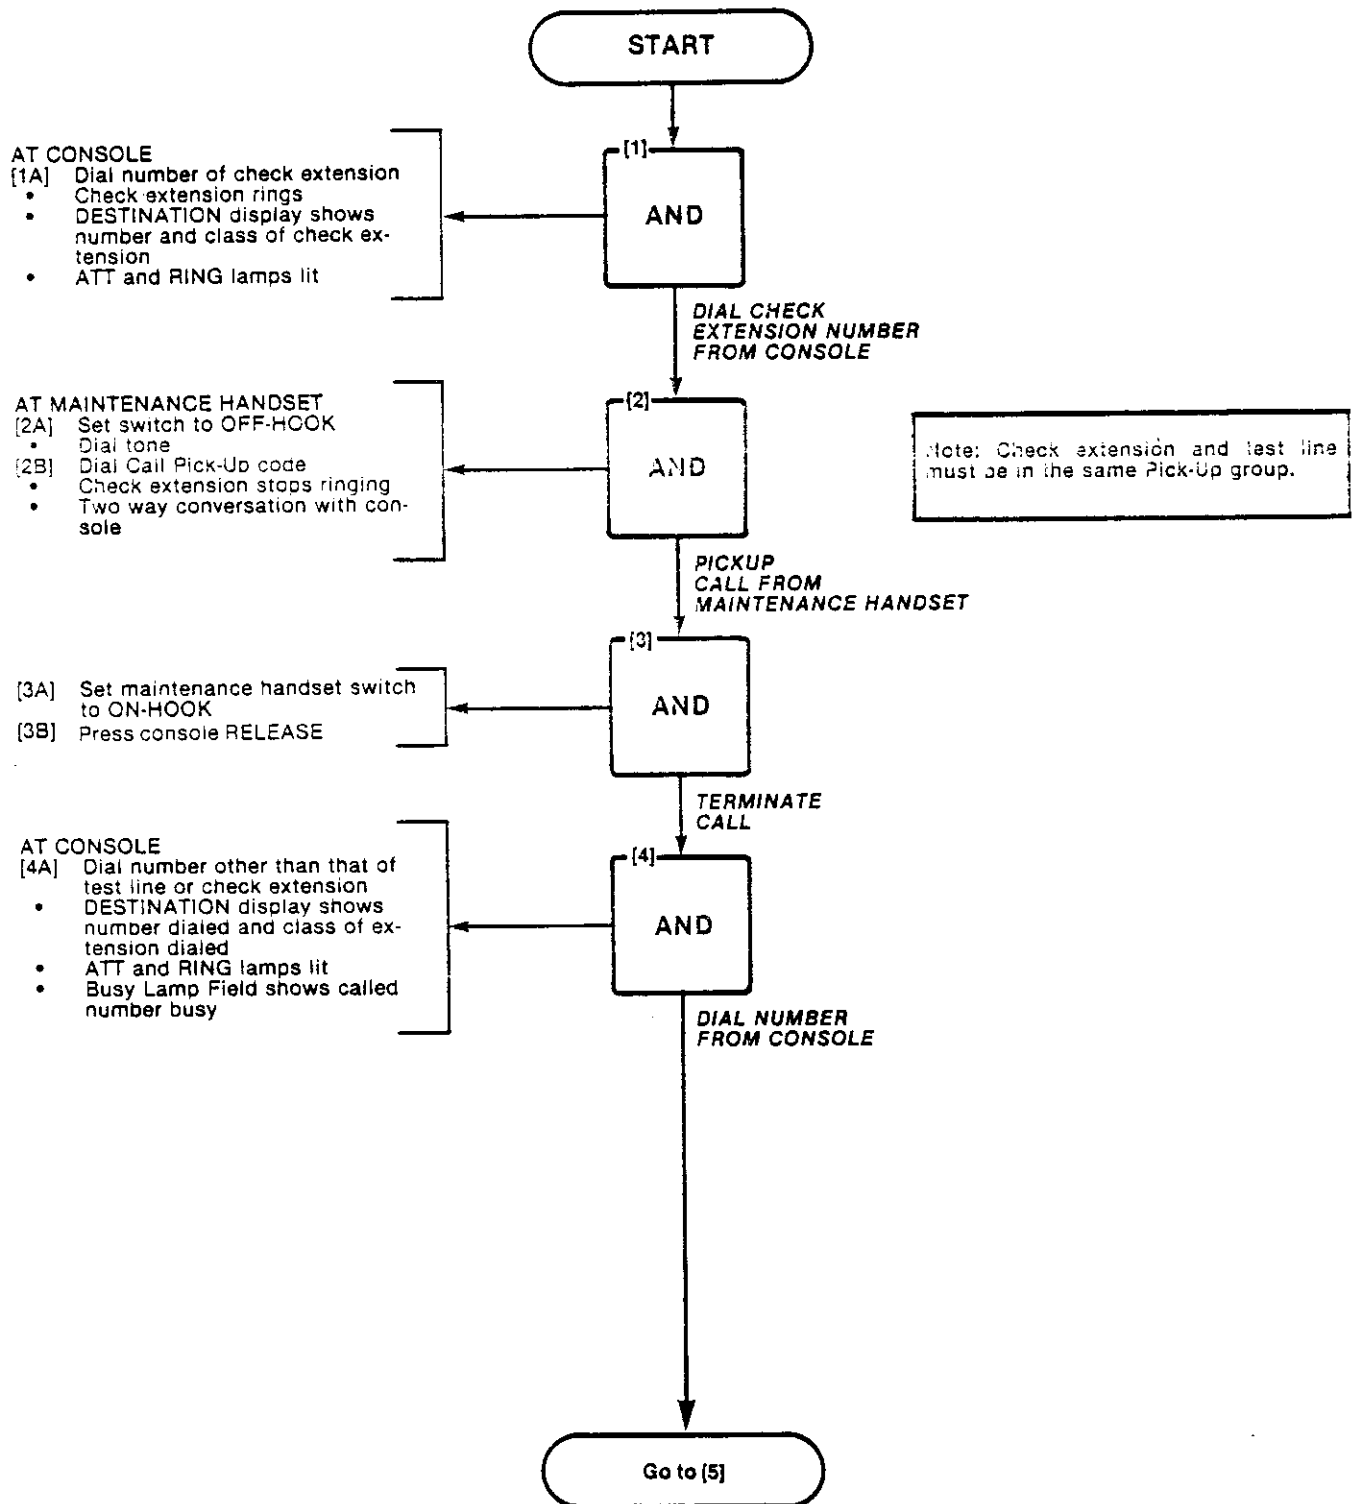 START
AT CONSOLE
[1A] Dial number of check extension
• Check extension rings
• DESTINATION display shows
number and class of check ex-
tension
• ATT and RING lamps lit
[1]
AND
DIAL CHECK
EXTENSION NUMBER
FROM CONSOLE
AT MAINTENANCE HANDSET
[2A] Set switch to OFF-HOOK
• Dial tone
[2B] Dial Call Pick-Up code
• Check extension stops ringing
• Two way conversation with con-
sole
[2]
AND
Note: Check extension and test line
must be in the same Pick-Up group.
PICKUP
CALL FROM
MAINTENANCE HANDSET
[3A] Set maintenance handset switch
to ON-HOOK
[3B] Press console RELEASE
[3]
AND
TERMINATE
CALL
AT CONSOLE
[4A] Dial number other than that of
test line or check extension
• DESTINATION display shows
number dialed and class of ex-
tension dialed
• ATT and RING lamps lit
• Busy Lamp Field shows called
number busy
[4]
AND
DIAL NUMBER
FROM CONSOLE
Go to [5]